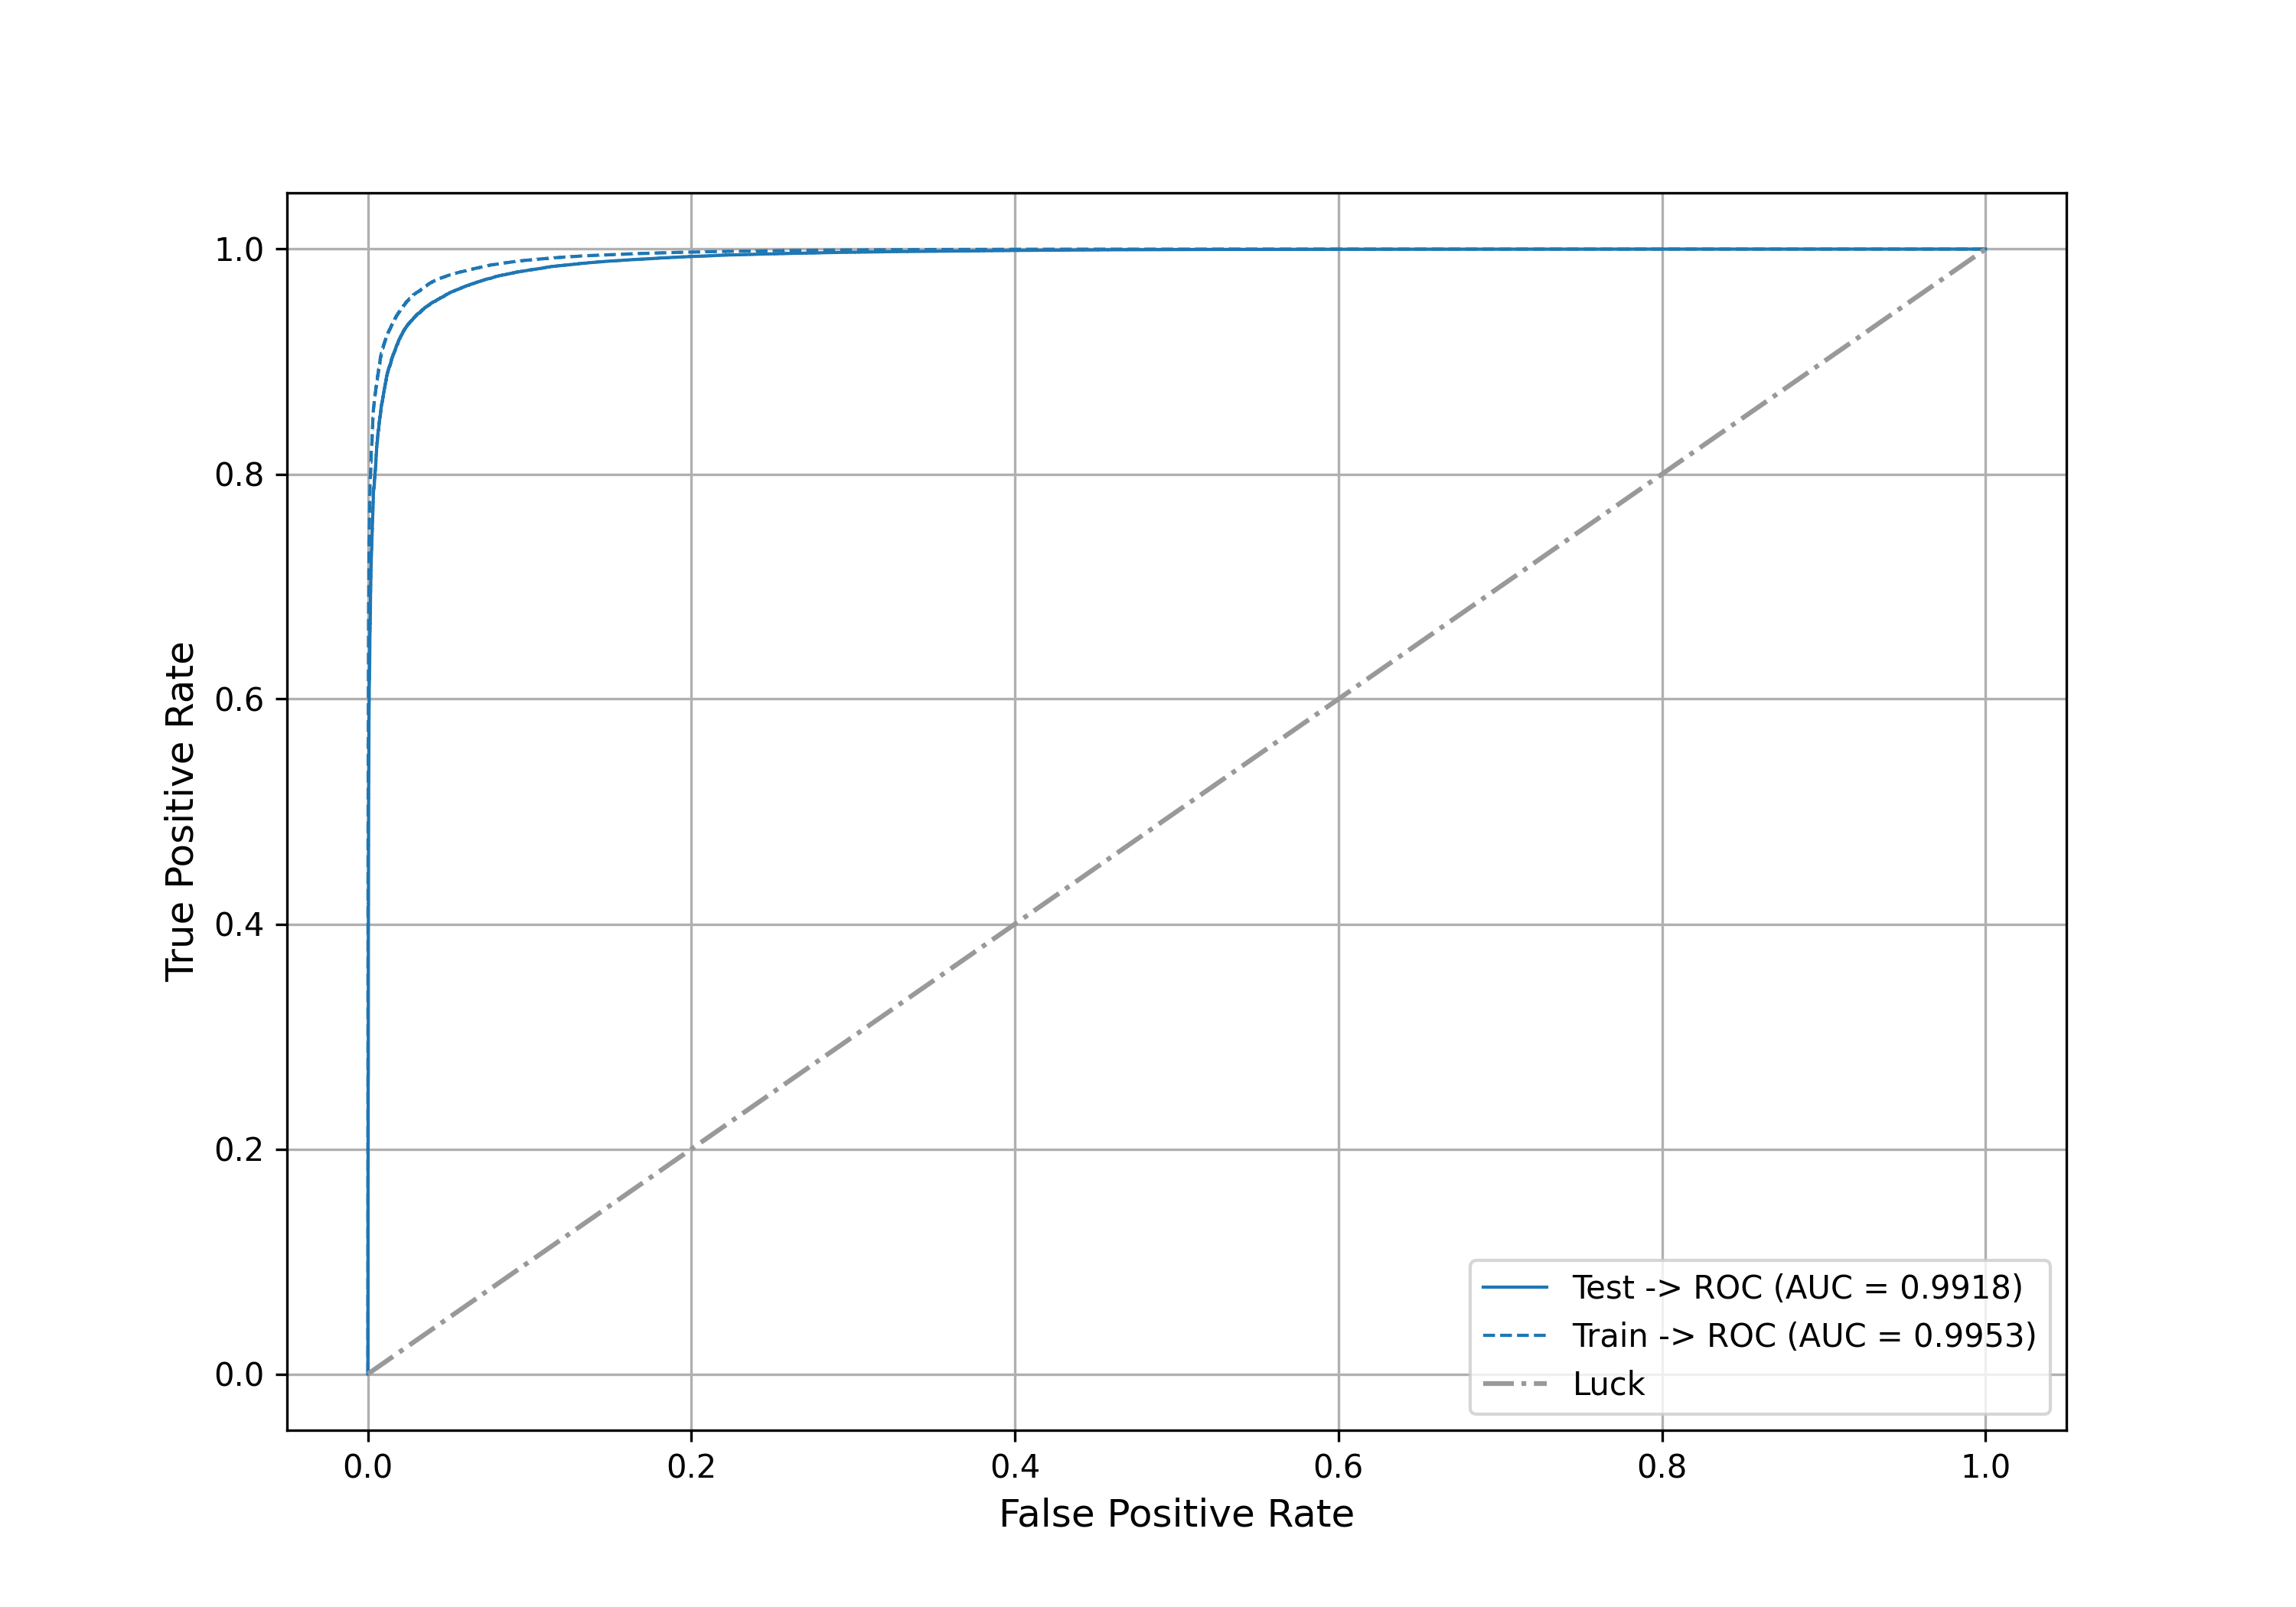 1.0
0.8
0.6
0.4
0.2
0.0
True Positive Rate
0.0 0.2 0.4 0.6 0.8 1.0
False Positive Rate
Test -> ROC (AUC = 0.9918)
Train -> ROC (AUC = 0.9953)
Luck